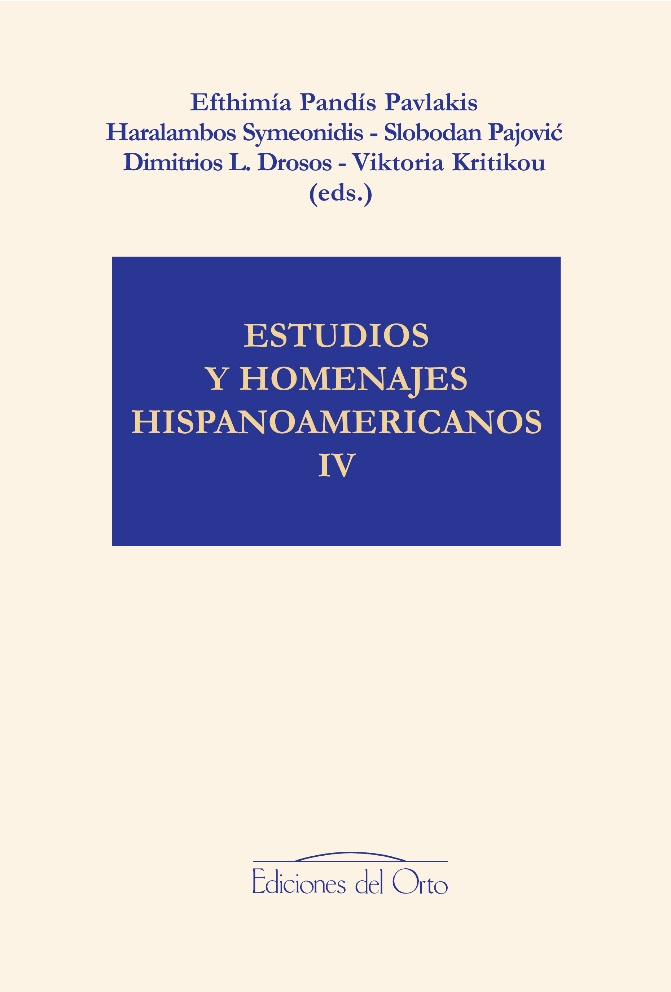 Efthimía Pandís Pavlakis
Haralambos Symeonidis - Slobodan Pajović
Dimitrios L. Drosos - Viktoria Kritikou
(eds.)
ESTUDIOS
Y HOMENAJES
HISPANOAMERICANOS
IV
Ediciones del Orto